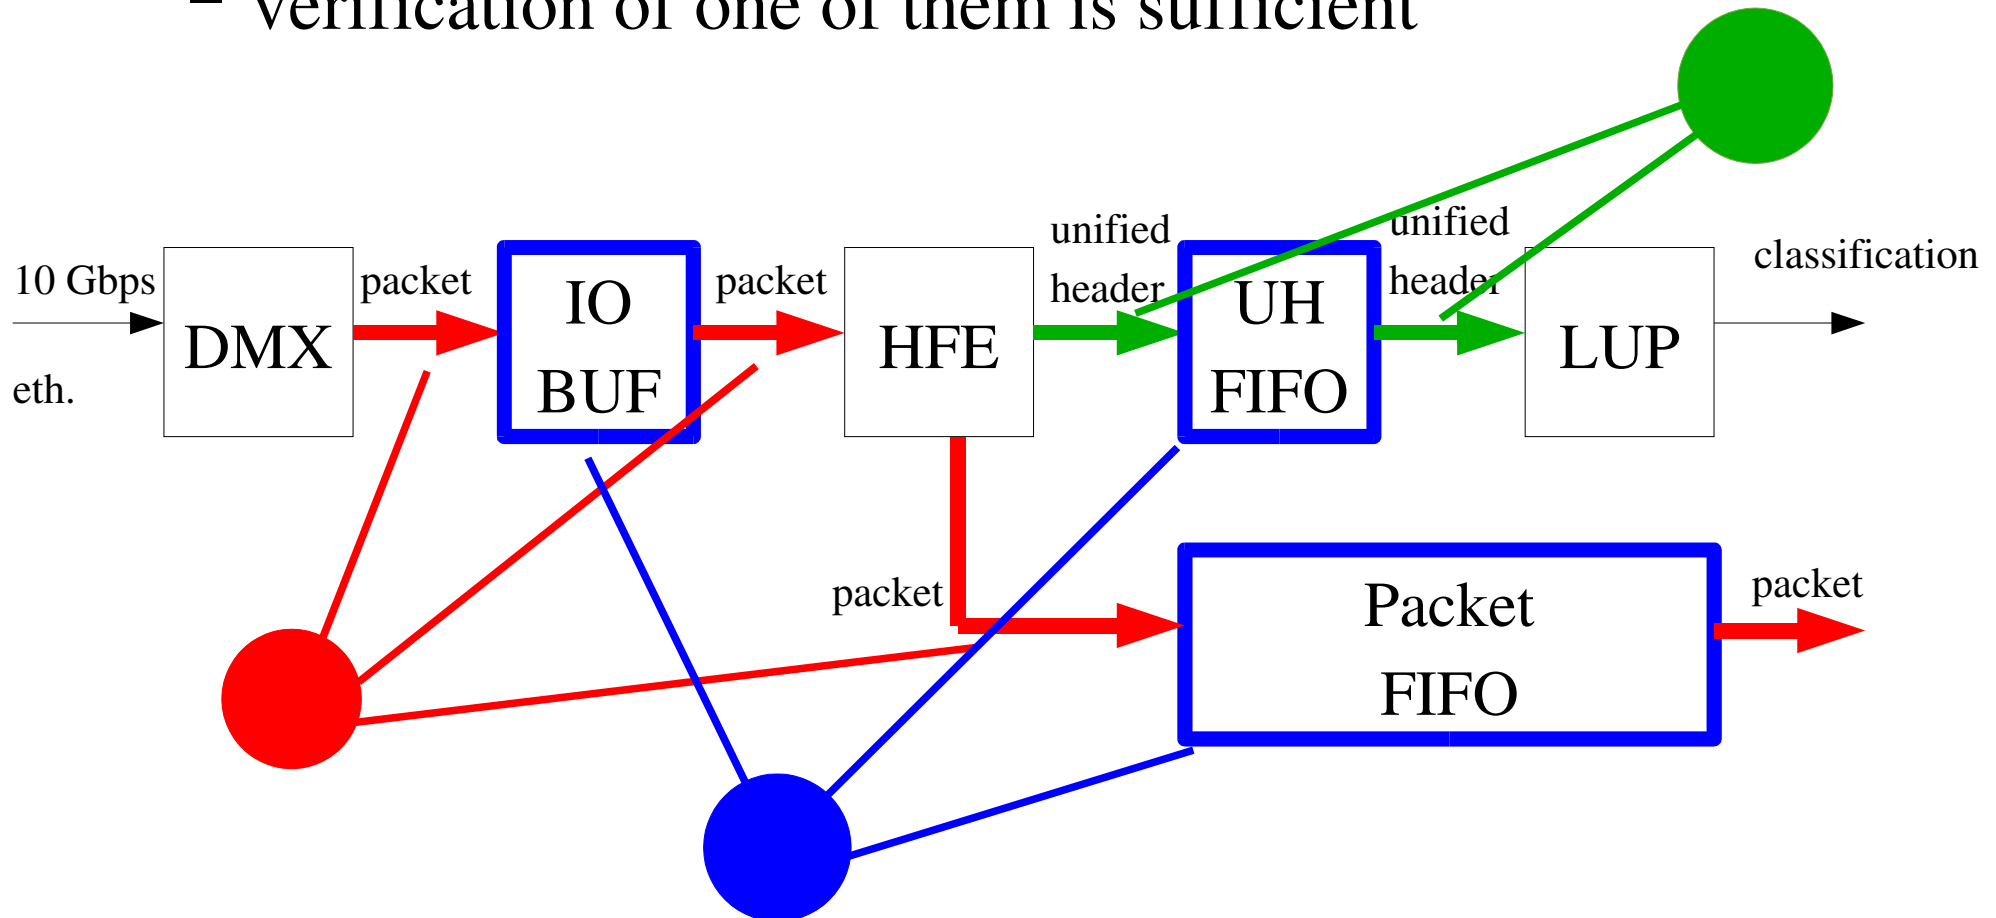 – verification of one of them is sufficient
10 Gbps
eth.
DMX
packet
IO
BUF
packet
HFE
unified
header
UH
FIFO
unified
header
LUP
classification
packet
Packet
FIFO
packet